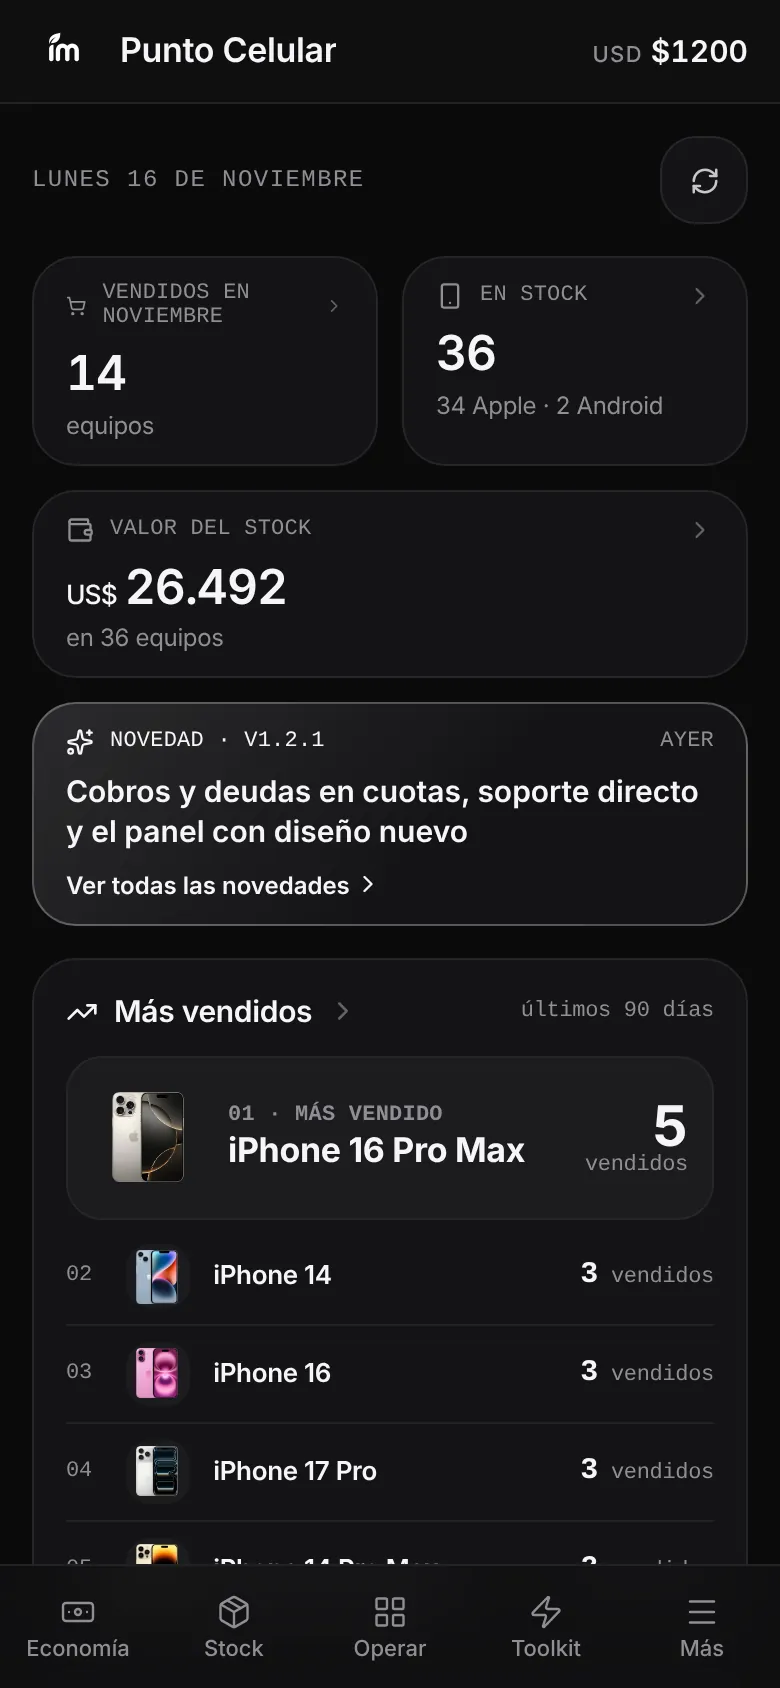 im
Punto Celular
USD $1200
LUNES 16 DE NOVIEMBRE
VENDIDOS EN
NOVIEMBRE
14
equipos
EN STOCK
36
34 Apple · 2 Android
VALOR DEL STOCK
US$ 26.492
en 36 equipos
NOVEDAD · V1.2.1
AYER
Cobros y deudas en cuotas, soporte directo
y el panel con diseño nuevo
Ver todas las novedades
Más vendidos
últimos 90 días
01 · MÁS VENDIDO
iPhone 16 Pro Max
5
vendidos
02 iPhone 14 3 vendidos
03 iPhone 16 3 vendidos
04 iPhone 17 Pro 3 vendidos
Economía
Stock
Operar
Toolkit
Más